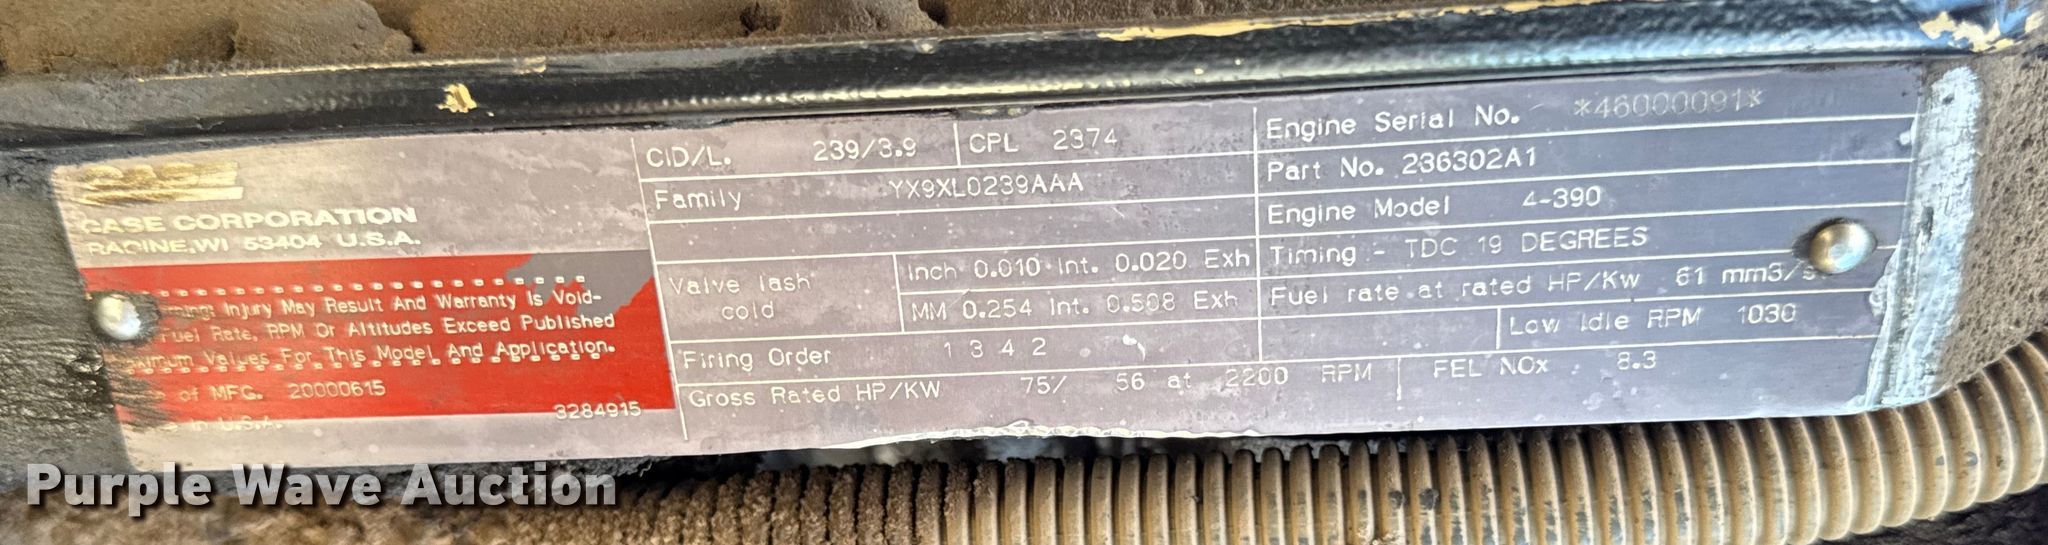 CASE
CASE CORPORATION
RACINE, WI 53404 U.S.A.
Injury May Result And Warranty Is Void-
Fuel Rate, RPM Or Altitudes Exceed Published
Values For This Model And Application.
of MFG. 20000615
in U.S.A. 3284915
CID/L. 239/3.9 CPL 2374
Family YX9XL0239AAA
Valve lash cold
Inch 0.010 Int. 0.020 Exh
MM 0.254 Int. 0.508 Exh
Firing Order 1 3 4 2
Gross Rated HP/KW 75/ 56 at 2200 RPM FEL NOx 8.3
Engine Serial No. *46000091*
Part No. 236302A1
Engine Model 4-390
Timing - TDC 19 DEGREES
Fuel rate at rated HP/Kw 61 mm3/s
Low Idle RPM 1030
Purple Wave Auction